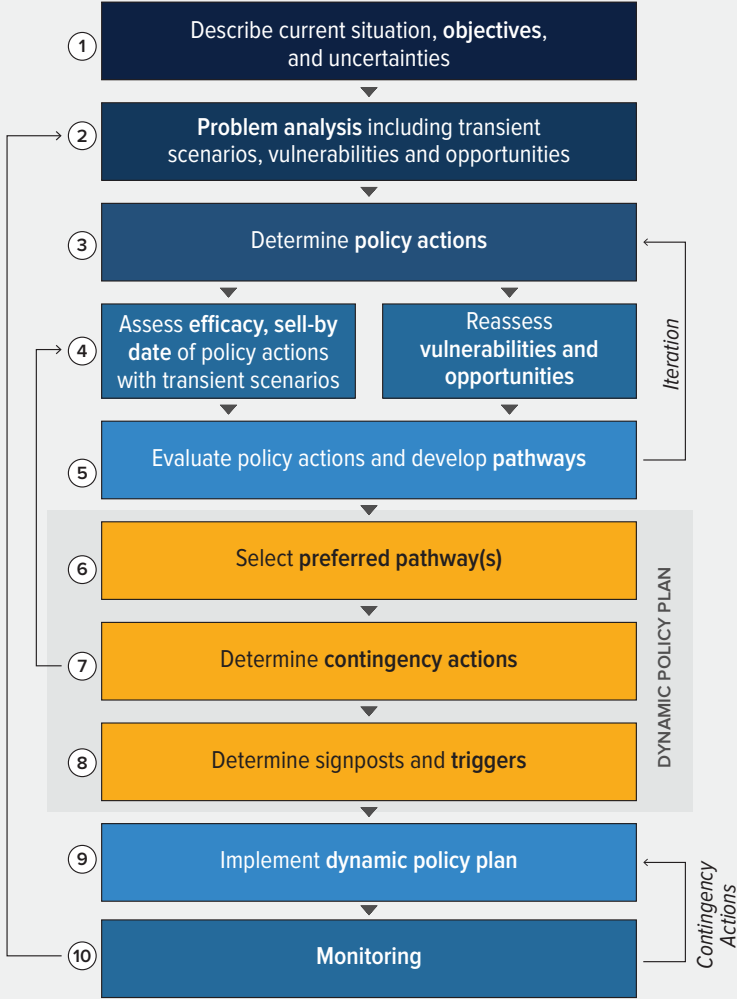 1
Describe current situation, objectives,
and uncertainties
2
Problem analysis including transient
scenarios, vulnerabilities and opportunities
3
Determine policy actions
4
Assess efficacy, sell-by
date of policy actions
with transient scenarios
Reassess
vulnerabilities and
opportunities
Iteration
5
Evaluate policy actions and develop pathways
6
Select preferred pathway(s)
7
Determine contingency actions
8
Determine signposts and triggers
DYNAMIC POLICY PLAN
9
Implement dynamic policy plan
10
Monitoring
Contingency
Actions